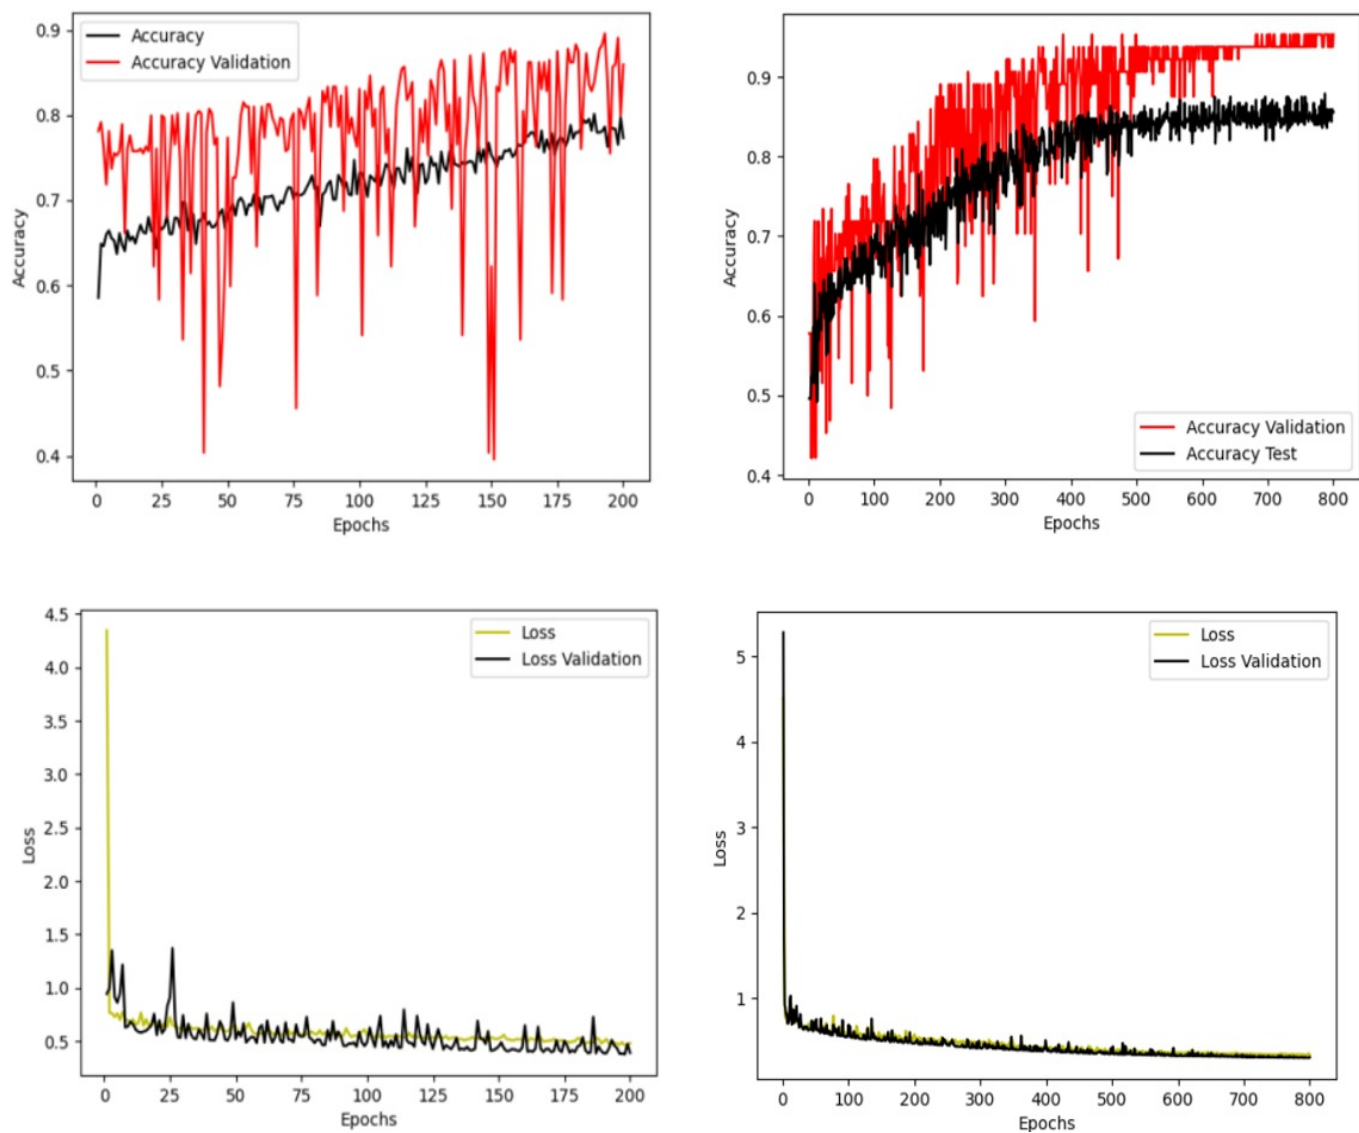 Accuracy
Accuracy Validation
0.9
0.8
0.7
0.6
0.5
0.4
Accuracy
0 25 50 75 100 125 150 175 200
Epochs
0.9
0.8
0.7
0.6
0.5
0.4
Accuracy
Accuracy Validation
Accuracy Test
0 100 200 300 400 500 600 700 800
Epochs
Loss
Loss Validation
4.5
4.0
3.5
3.0
2.5
2.0
1.5
1.0
0.5
Loss
0 25 50 75 100 125 150 175 200
Epochs
Loss
Loss Validation
5
4
3
2
1
Loss
0 100 200 300 400 500 600 700 800
Epochs